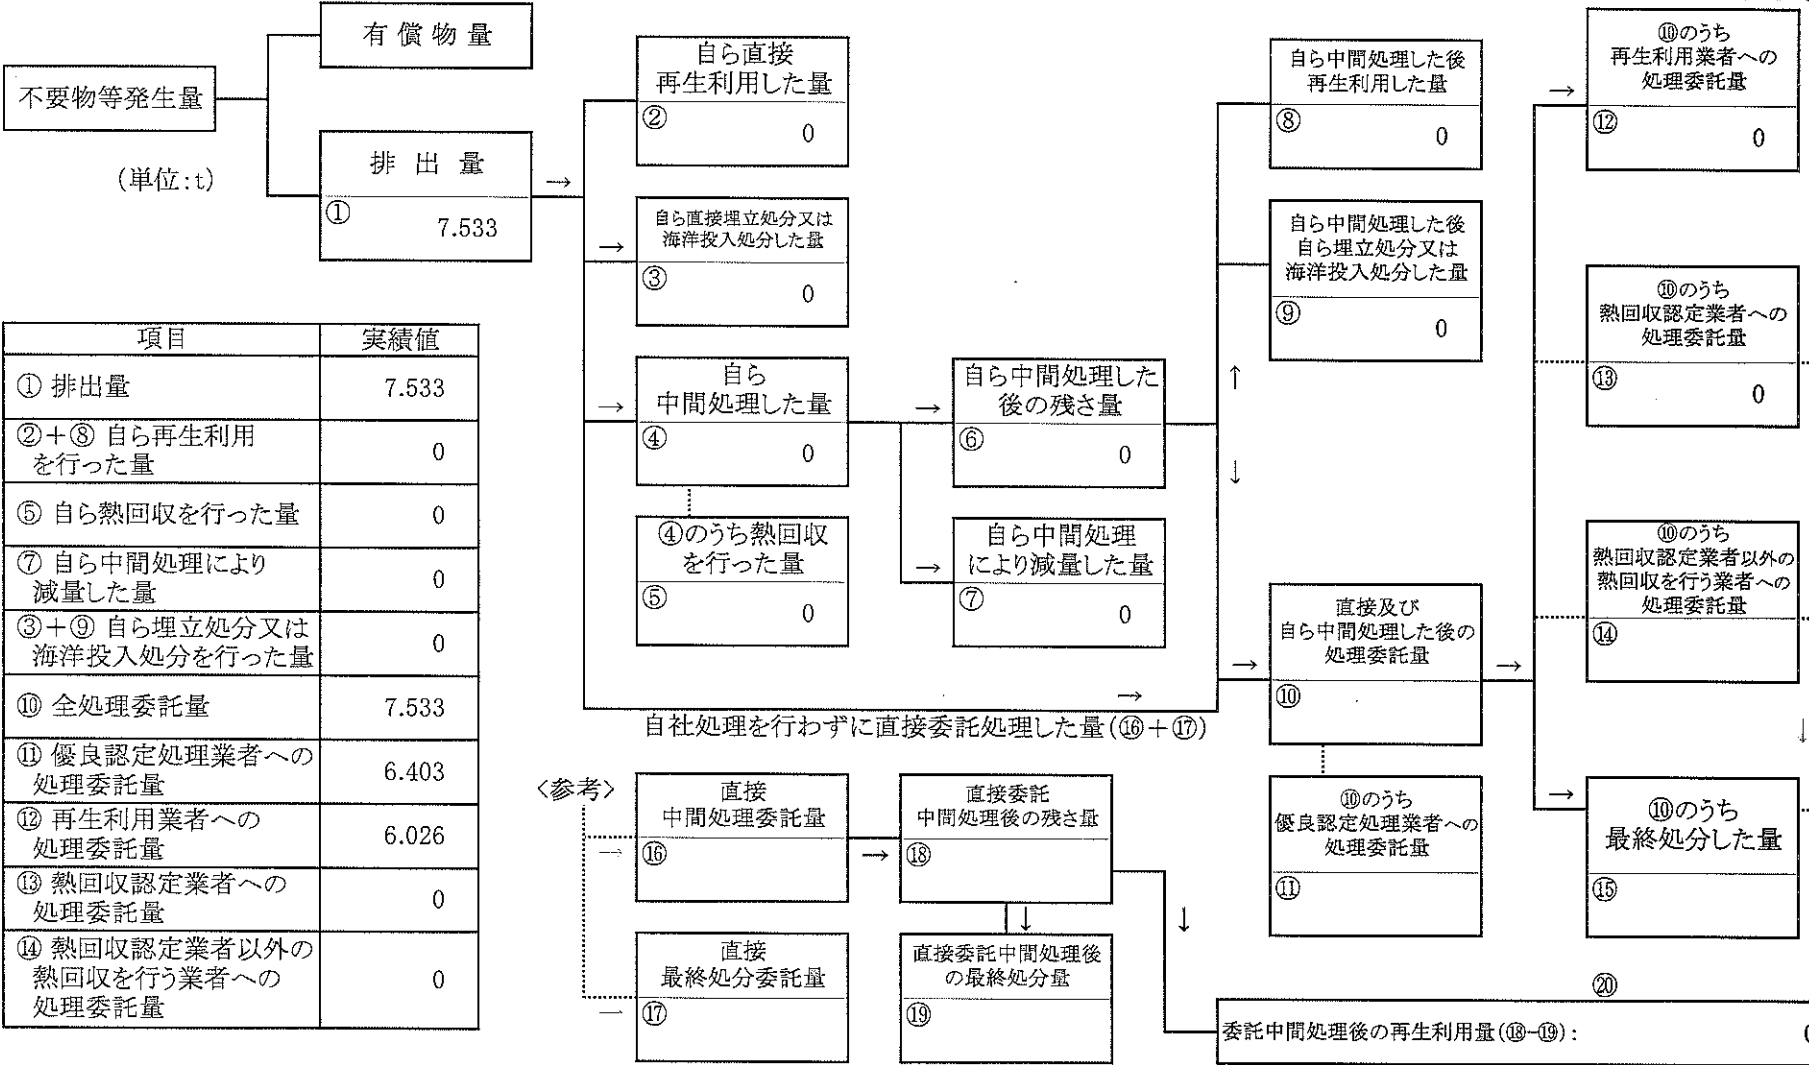 不要物等発生量
(単位:t)
有償物量
排出量
①
7.533
→
自ら直接
再生利用した量
②
0
→
自ら直接埋立処分又は
海洋投入処分した量
③
0
→
自ら
中間処理した量
④
0
④のうち熱回収
を行った量
⑤
0
→
自ら中間処理した
後の残さ量
⑥
0
→
自ら中間処理
により減量した量
⑦
0
→
自社処理を行わずに直接委託処理した量(⑯+⑰)
↑
↓
自ら中間処理した後
再生利用した量
⑧
0
自ら中間処理した後
自ら埋立処分又は
海洋投入処分した量
⑨
0
→
直接及び
自ら中間処理した後の
処理委託量
⑩
→
⑩のうち
優良認定処理業者への
処理委託量
⑪
→
⑩のうち
再生利用業者への
処理委託量
⑫
0
⑩のうち
熱回収認定業者への
処理委託量
⑬
0
⑩のうち
熱回収認定業者以外の
熱回収を行う業者への
処理委託量
⑭
↓
→
⑩のうち
最終処分した量
⑮
項目 実績値
① 排出量 7.533
②+⑧ 自ら再生利用
を行った量 0
⑤ 自ら熱回収を行った量 0
⑦ 自ら中間処理により
減量した量 0
③+⑨ 自ら埋立処分又は
海洋投入処分を行った量 0
⑩ 全処理委託量 7.533
⑪ 優良認定処理業者への
処理委託量 6.403
⑫ 再生利用業者への
処理委託量 6.026
⑬ 熱回収認定業者への
処理委託量 0
⑭ 熱回収認定業者以外の
熱回収を行う業者への
処理委託量 0
〈参考〉
→
直接
中間処理委託量
⑯
→
直接委託
中間処理後の残さ量
⑱
↓
↓
直接
最終処分委託量
⑰
直接委託中間処理後
の最終処分量
⑲
⑳
委託中間処理後の再生利用量(⑱-⑲):